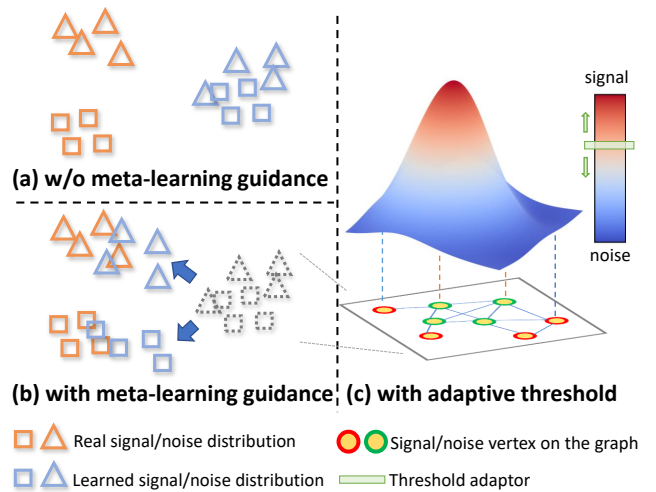 signal
noise
(a) w/o meta-learning guidance
(b) with meta-learning guidance
(c) with adaptive threshold
Real signal/noise distribution
Signal/noise vertex on the graph
Learned signal/noise distribution
Threshold adaptor